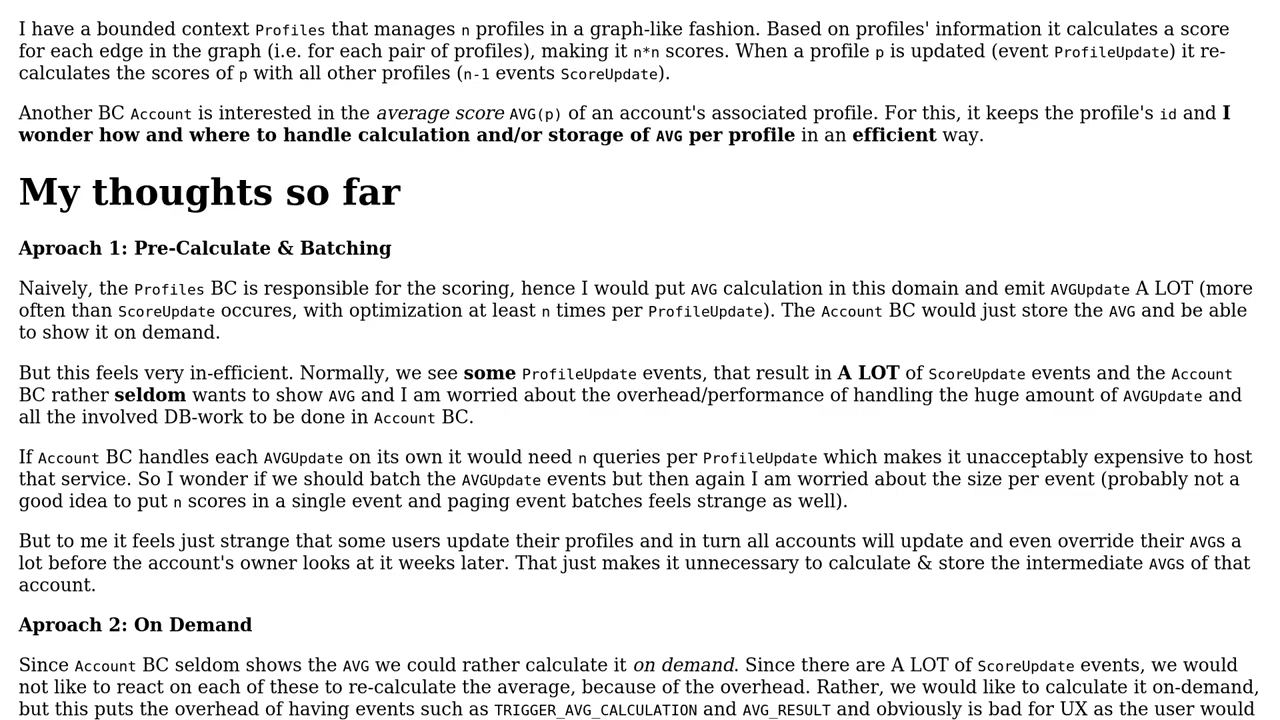 I have a bounded context Profiles that manages n profiles in a graph-like fashion. Based on profiles' information it calculates a score
for each edge in the graph (i.e. for each pair of profiles), making it n*n scores. When a profile p is updated (event ProfileUpdate) it re-
calculates the scores of p with all other profiles (n-1 events ScoreUpdate).
Another BC Account is interested in the average score AVG(p) of an account's associated profile. For this, it keeps the profile's id and I
wonder how and where to handle calculation and/or storage of AVG per profile in an efficient way.
My thoughts so far
Aproach 1: Pre-Calculate & Batching
Naively, the Profiles BC is responsible for the scoring, hence I would put AVG calculation in this domain and emit AVGUpdate A LOT (more
often than ScoreUpdate occures, with optimization at least n times per ProfileUpdate). The Account BC would just store the AVG and be able
to show it on demand.
But this feels very in-efficient. Normally, we see some ProfileUpdate events, that result in A LOT of ScoreUpdate events and the Account
BC rather seldom wants to show AVG and I am worried about the overhead/performance of handling the huge amount of AVGUpdate and
all the involved DB-work to be done in Account BC.
If Account BC handles each AVGUpdate on its own it would need n queries per ProfileUpdate which makes it unacceptably expensive to host
that service. So I wonder if we should batch the AVGUpdate events but then again I am worried about the size per event (probably not a
good idea to put n scores in a single event and paging event batches feels strange as well).
But to me it feels just strange that some users update their profiles and in turn all accounts will update and even override their AVGs a
lot before the account's owner looks at it weeks later. That just makes it unnecessary to calculate & store the intermediate AVGs of that
account.
Aproach 2: On Demand
Since Account BC seldom shows the AVG we could rather calculate it on demand. Since there are A LOT of ScoreUpdate events, we would
not like to react on each of these to re-calculate the average, because of the overhead. Rather, we would like to calculate it on-demand,
but this puts the overhead of having events such as TRIGGER_AVG_CALCULATION and AVG_RESULT and obviously is bad for UX as the user would